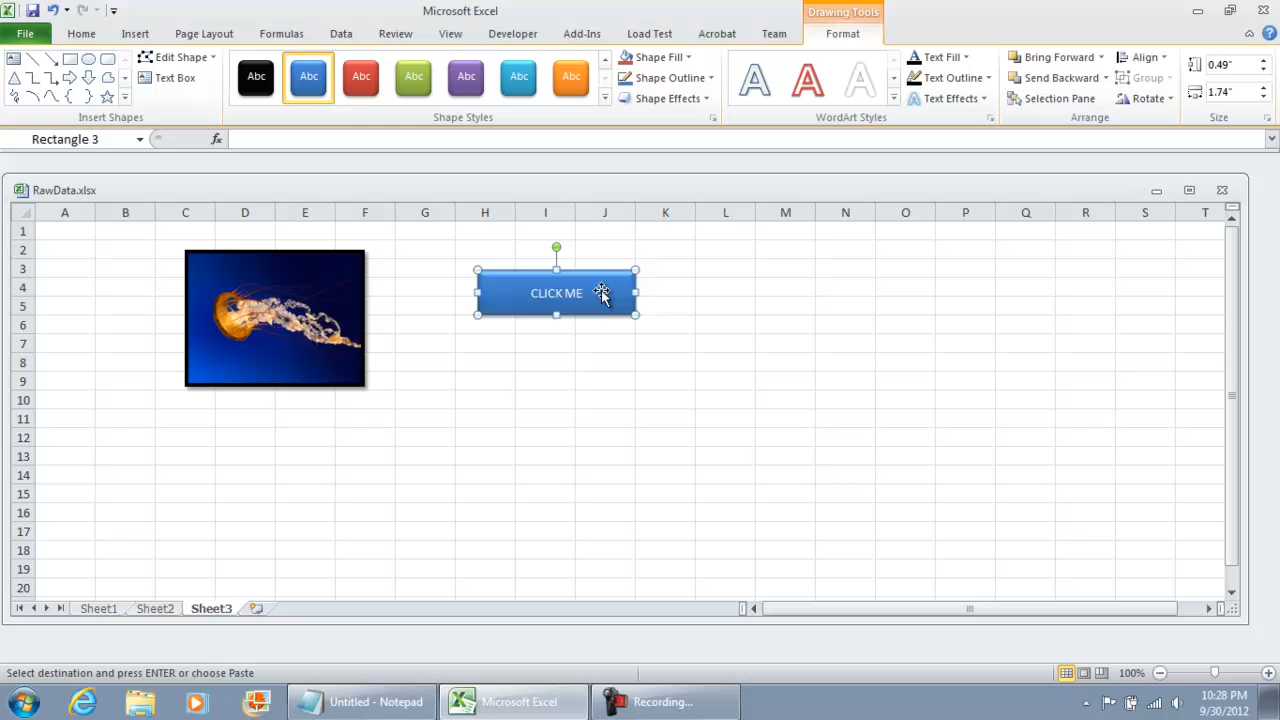 Microsoft Excel
Drawing Tools
File Home Insert Page Layout Formulas Data Review View Developer Add-Ins Load Test Acrobat Team Format
Edit Shape
Text Box
Insert Shapes
Abc Abc Abc Abc Abc Abc Abc
Shape Fill
Shape Outline
Shape Effects
Shape Styles
A A A
Text Fill
Text Outline
Text Effects
WordArt Styles
Bring Forward
Send Backward
Selection Pane
Align
Group
Rotate
Arrange
0.49"
1.74"
Size
Rectangle 3
fx
RawData.xlsx
A B C D E F G H I J K L M N O P Q R S T
1
2
3
4
5
6
7
8
9
10
11
12
13
14
15
16
17
18
19
20
CLICK ME
Sheet1 Sheet2 Sheet3
Select destination and press ENTER or choose Paste
100%
Untitled - Notepad
Microsoft Excel
Recording...
10:28 PM
9/30/2012